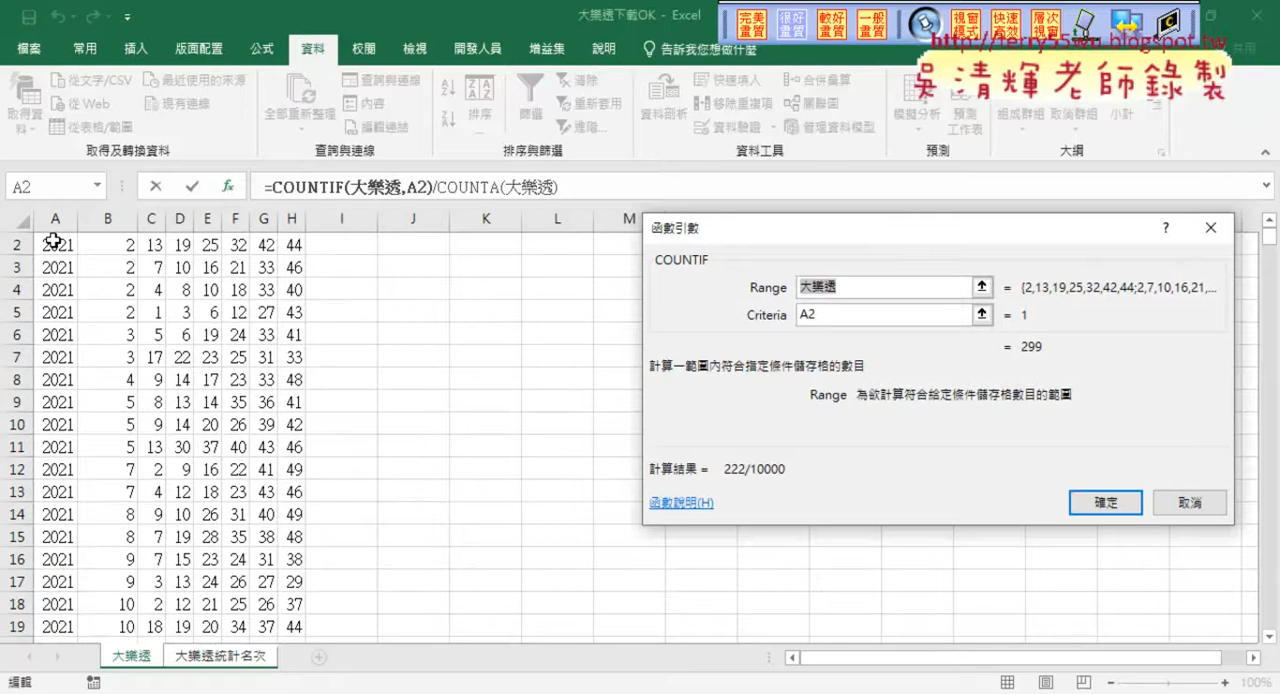 大樂透下載OK - Excel
完美畫質 很好畫質 較好畫質 一般畫質 視窗模式 快速高效 層次視窗
http://terry55wu.blogspot.tw
吳清輝老師錄製
檔案 常用 插入 版面配置 公式 資料 校閱 檢視 開發人員 增益集 說明 告訴我您想做什麼 共用
從文字/CSV 最近使用的來源 查詢與連線 清除 快速填入 合併彙算
取得資料 從 Web 現有連線 全部重新整理 內容 排序 篩選 重新套用 資料剖析 移除重複項 關聯圖 模擬分析 預測工作表 組成群組 取消群組 小計
從表格/範圍 編輯連結 進階... 資料驗證 管理資料模型
取得及轉換資料 查詢與連線 排序與篩選 資料工具 預測 大綱
A2 fx =COUNTIF(大樂透,A2)/COUNTA(大樂透)
A B C D E F G H I J K L M
2 2021 2 13 19 25 32 42 44
3 2021 2 7 10 16 21 33 46
4 2021 2 4 8 10 18 33 40
5 2021 2 1 3 6 12 27 43
6 2021 3 5 6 19 24 33 41
7 2021 3 17 22 23 25 31 33
8 2021 4 9 14 17 23 33 48
9 2021 5 8 13 14 35 36 41
10 2021 5 9 14 20 26 39 42
11 2021 5 13 30 37 40 43 46
12 2021 7 2 9 16 22 41 49
13 2021 7 4 12 18 23 43 46
14 2021 8 9 10 26 31 40 49
15 2021 8 7 19 28 35 38 48
16 2021 9 7 15 23 24 31 38
17 2021 9 3 13 24 26 27 29
18 2021 10 2 12 21 25 26 37
19 2021 10 18 19 20 34 37 44
函數引數 ?
COUNTIF
Range 大樂透 = {2,13,19,25,32,42,44;2,7,10,16,21,...
Criteria A2 = 1
= 299
計算一範圍內符合指定條件儲存格的數目
Range 為欲計算符合給定條件儲存格數目的範圍
計算結果 = 222/10000
函數說明(H) 確定 取消
大樂透 大樂透統計名次
編輯 100%